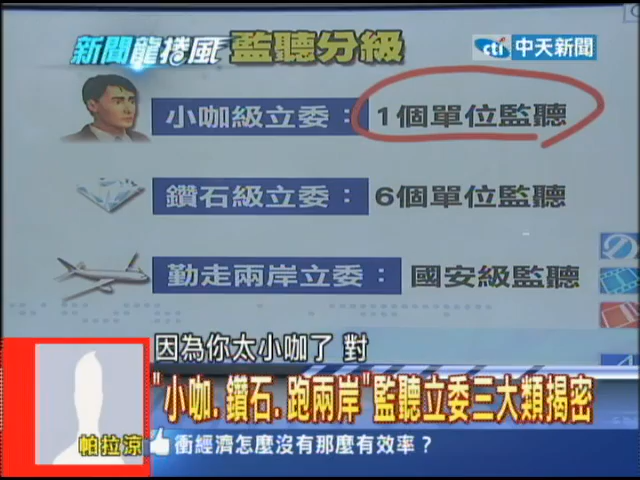 新聞龍捲風
監聽分級
cti 中天新聞
小咖級立委： 1個單位監聽
鑽石級立委： 6個單位監聽
勤走兩岸立委： 國安級監聽
因為你太小咖了 對
"小咖.鑽石.跑兩岸"監聽立委三大類揭密
帕拉涼
衝經濟怎麼沒有那麼有效率？